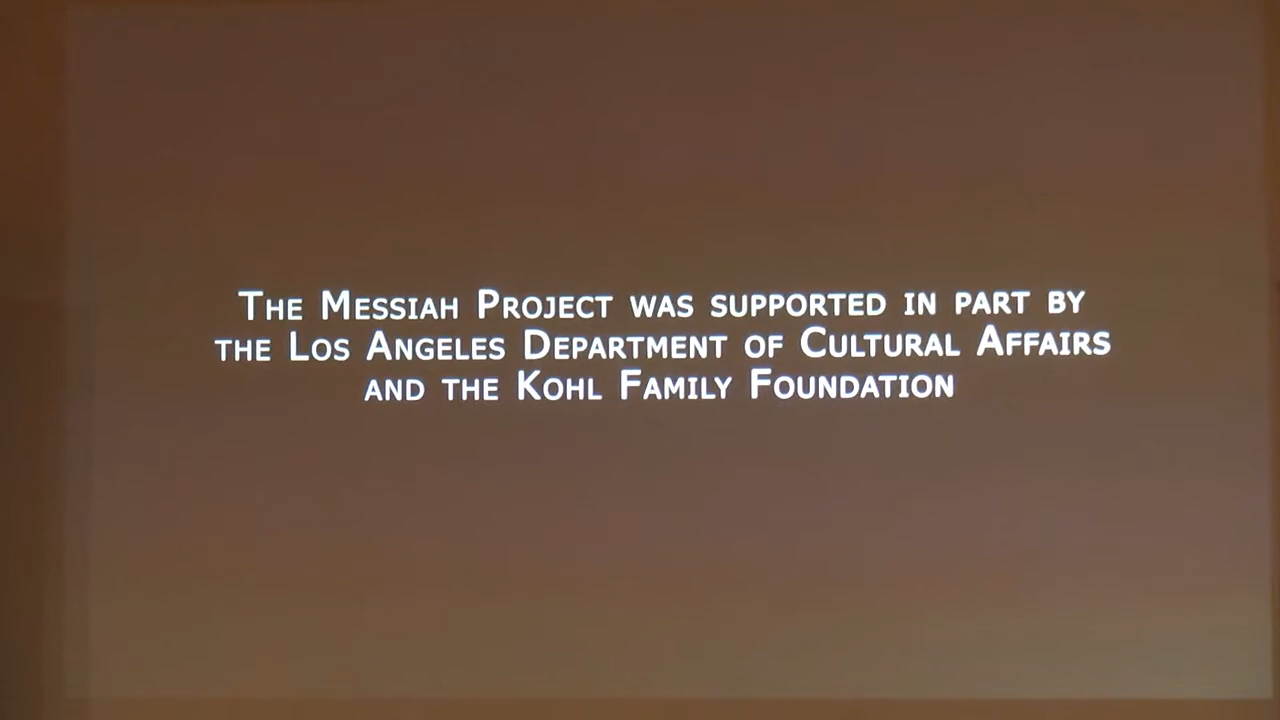 The Messiah Project was supported in part by
the Los Angeles Department of Cultural Affairs
and the Kohl Family Foundation